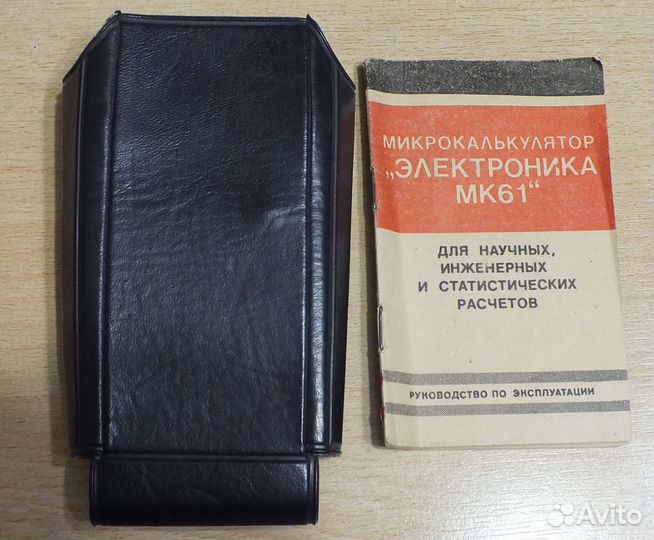 МИКРОКАЛЬКУЛЯТОР
„ЭЛЕКТРОНИКА
МК61“
ДЛЯ НАУЧНЫХ,
ИНЖЕНЕРНЫХ
И СТАТИСТИЧЕСКИХ
РАСЧЕТОВ
РУКОВОДСТВО ПО ЭКСПЛУАТАЦИИ
Avito